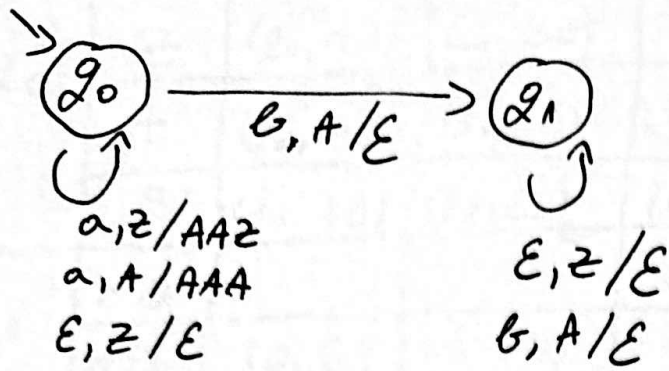 q₀
q₁
b, A/ε
a, z/AAz
a, A/AAA
ε, z/ε
ε, z/ε
b, A/ε